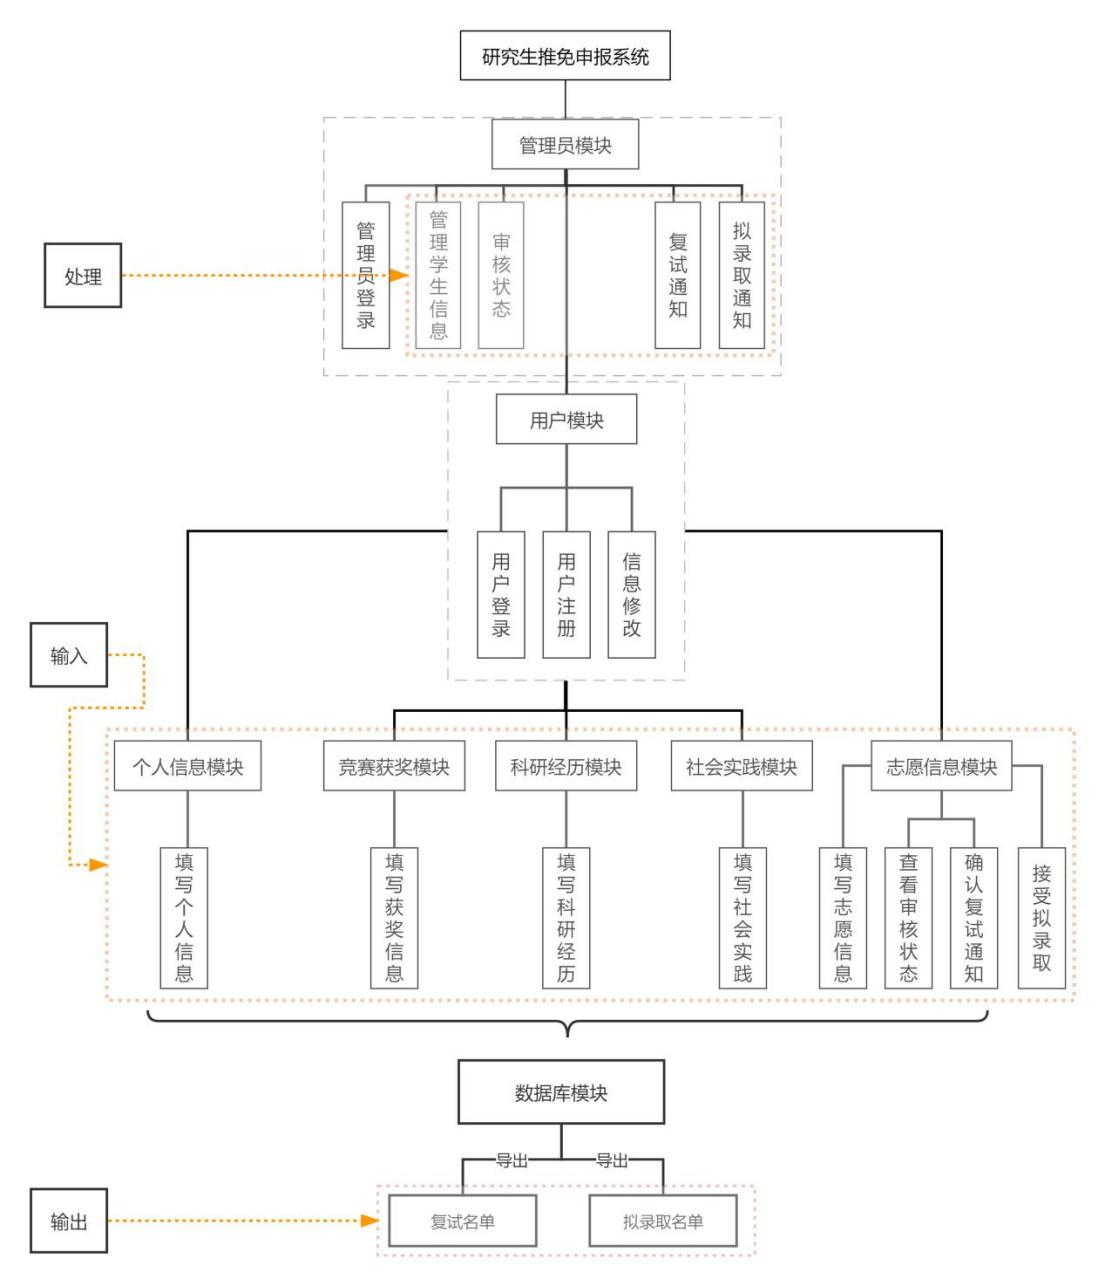 研究生推免申报系统
管理员模块
管理员登录
管理学生信息
审核状态
复试通知
拟录取通知
处理
用户模块
用户登录
用户注册
信息修改
输入
个人信息模块
竞赛获奖模块
科研经历模块
社会实践模块
志愿信息模块
填写个人信息
填写获奖信息
填写科研经历
填写社会实践
填写志愿信息
查看审核状态
确认复试通知
接受拟录取
数据库模块
导出
导出
输出
复试名单
拟录取名单